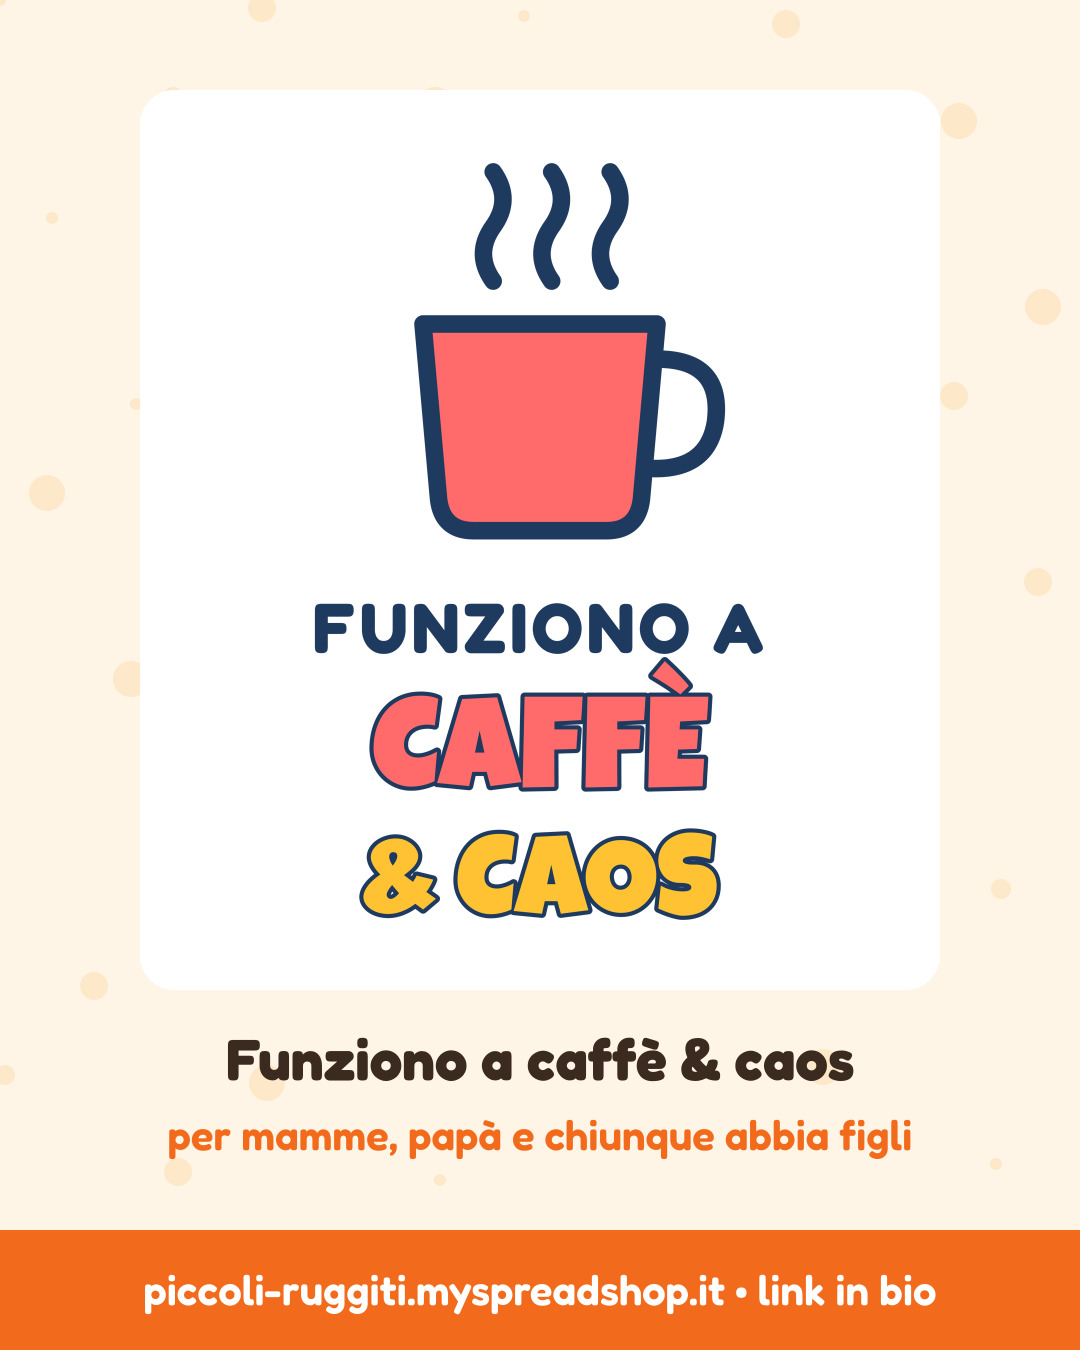 FUNZIONO A
CAFFÈ
& CAOS
Funziono a caffè & caos
per mamme, papà e chiunque abbia figli
piccoli-ruggiti.myspreadshop.it • link in bio